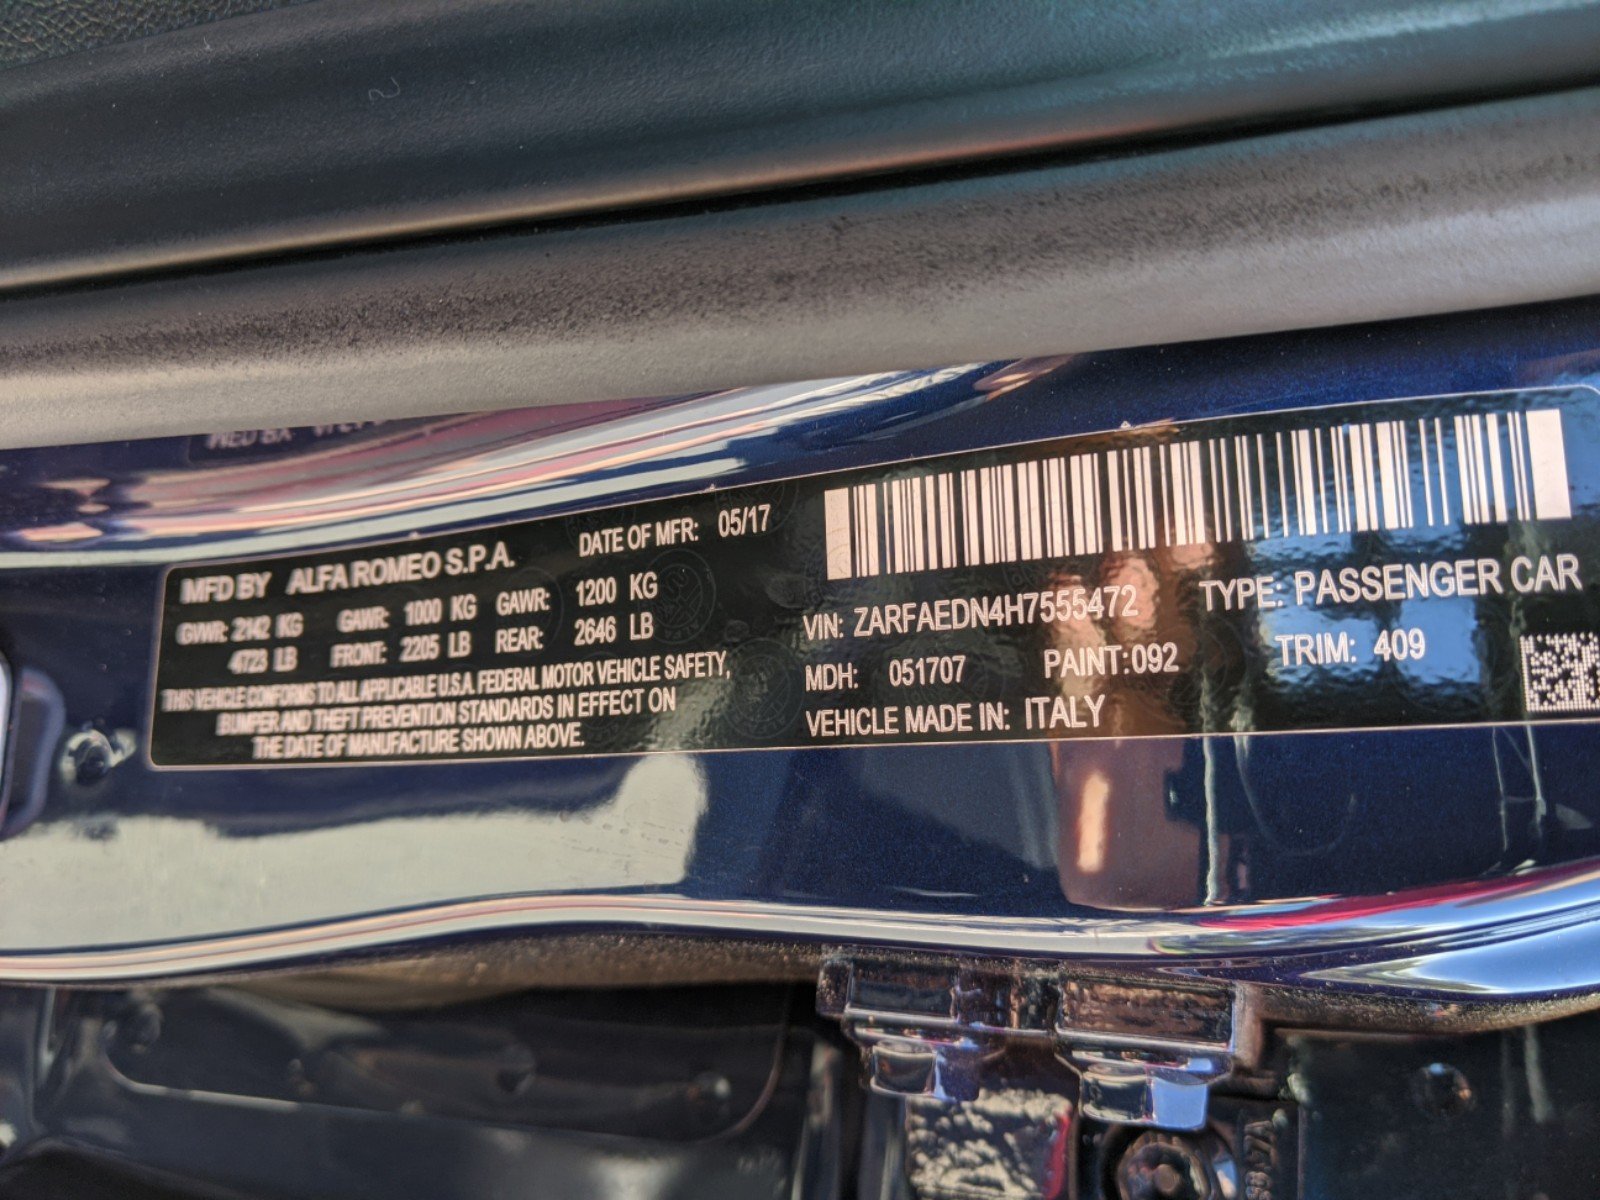 MFD BY ALFA ROMEO S.P.A. DATE OF MFR: 05/17
GVWR: 2142 KG GAWR: 1000 KG GAWR: 1200 KG
4723 LB FRONT: 2205 LB REAR: 2646 LB
THIS VEHICLE CONFORMS TO ALL APPLICABLE U.S.A. FEDERAL MOTOR VEHICLE SAFETY,
BUMPER AND THEFT PREVENTION STANDARDS IN EFFECT ON
THE DATE OF MANUFACTURE SHOWN ABOVE.
VIN: ZARFAEDN4H7555472 TYPE: PASSENGER CAR
MDH: 051707 PAINT:092 TRIM: 409
VEHICLE MADE IN: ITALY